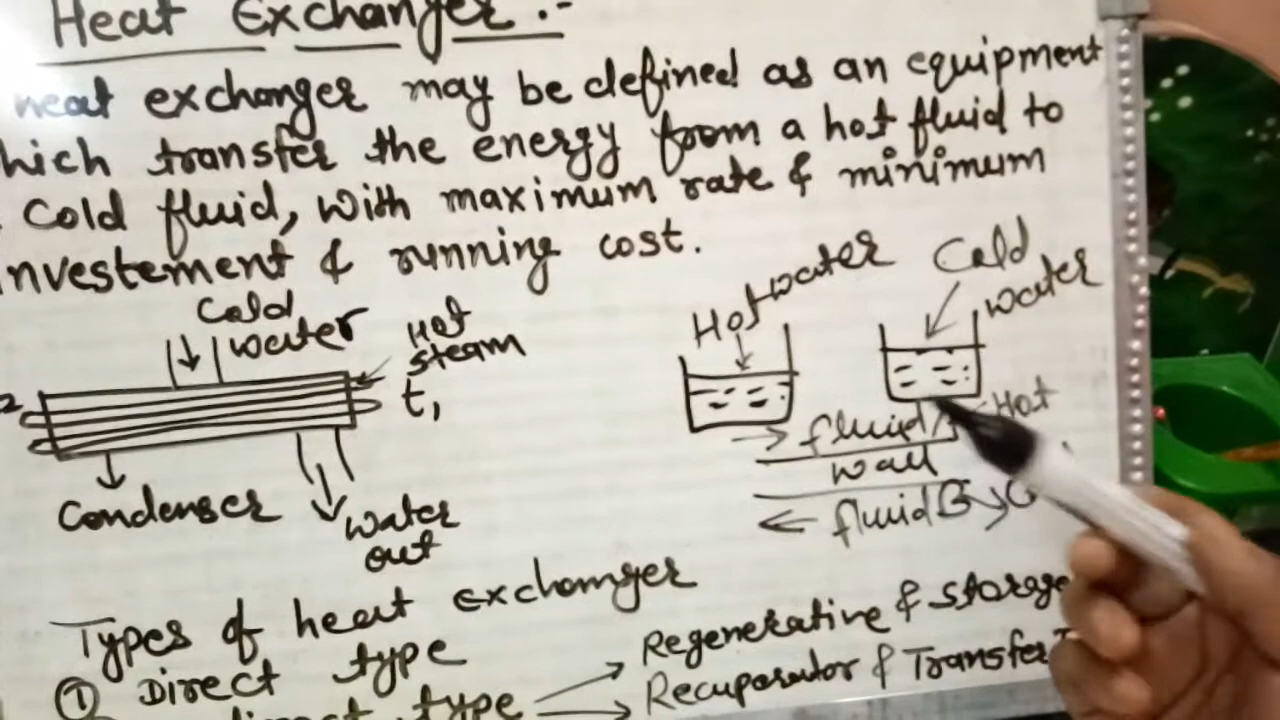 Heat Exchanger :-
heat exchanger may be defined as an equipment
which transfer the energy from a hot fluid to
cold fluid, with maximum rate & minimum
investement & running cost.
Cold
water
Hot
steam
t,
Condenser
water
out
Hot water
Cold
water
fluid A
Hot
wall
fluid B
Types of heat exchanger
① Direct type
type
Regenerative & storage
Recuperator & Transfer